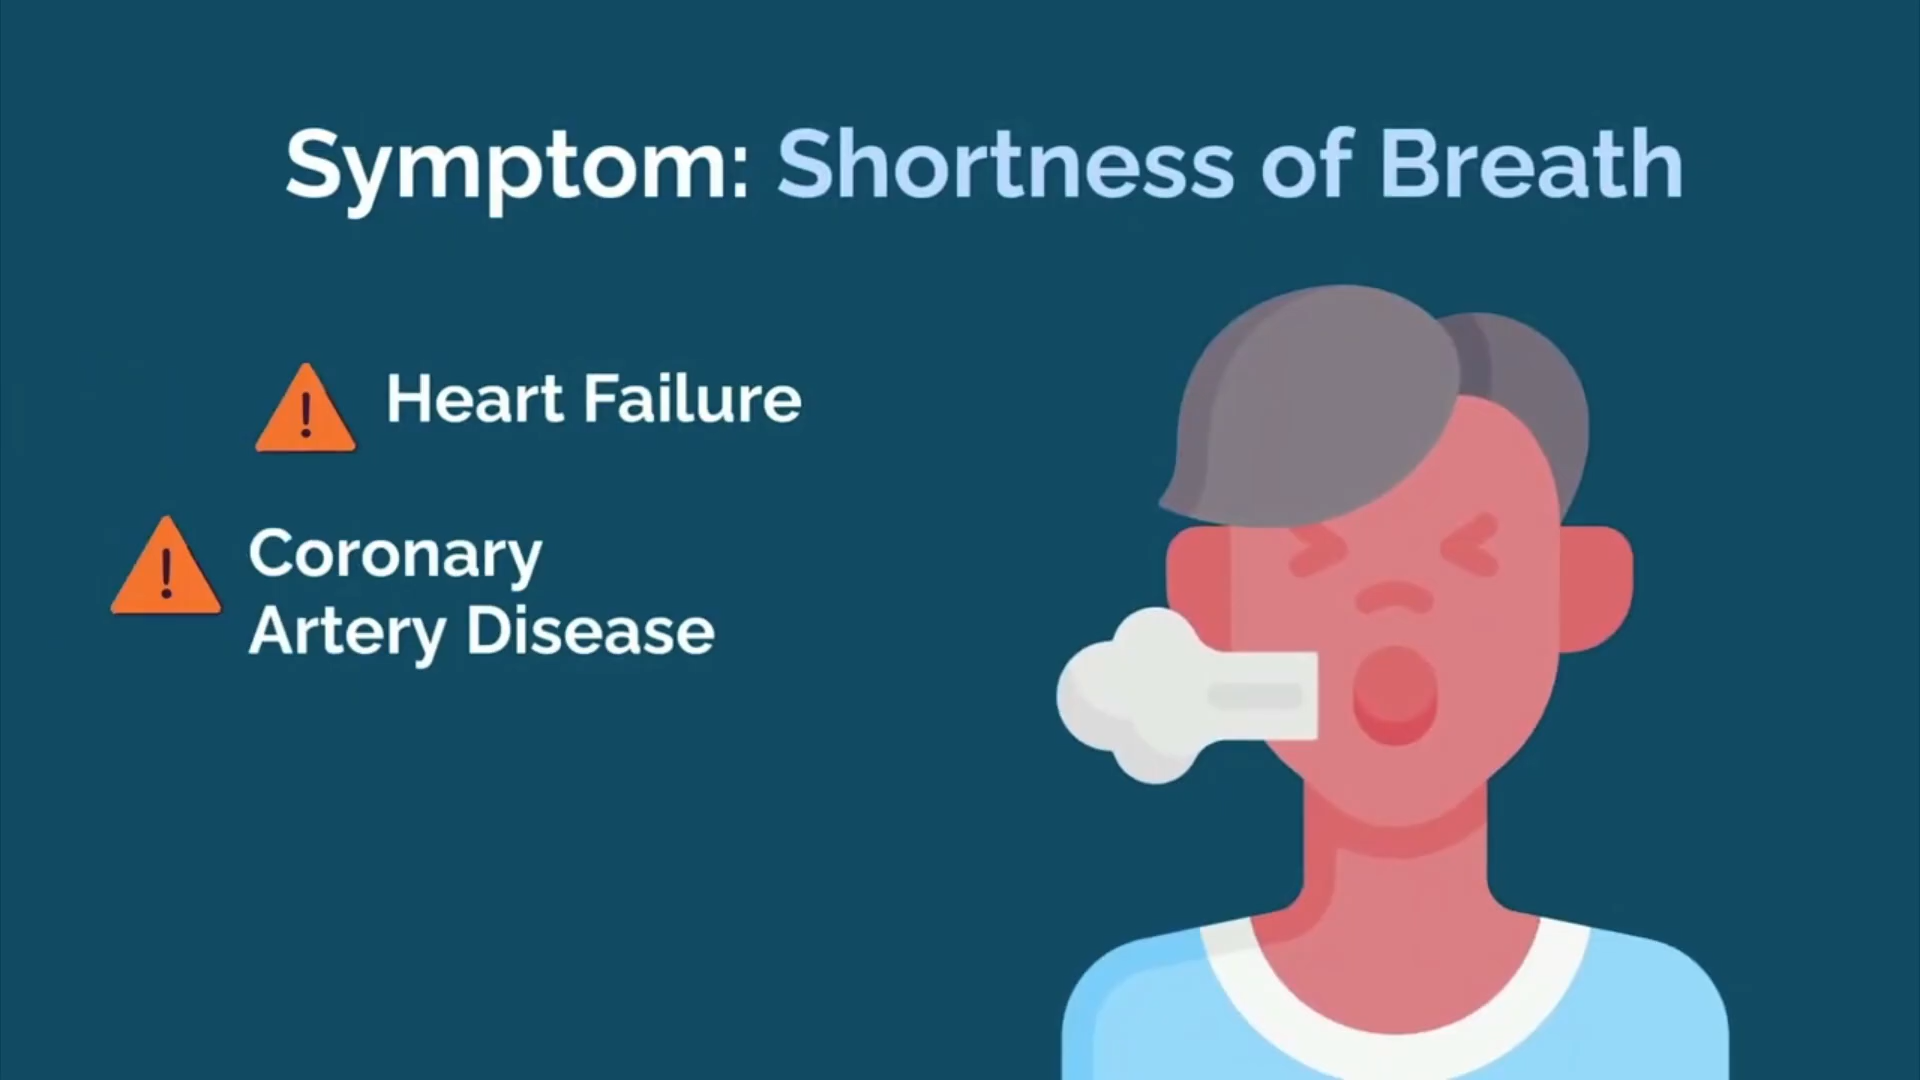 Symptom: Shortness of Breath
Heart Failure
Coronary
Artery Disease